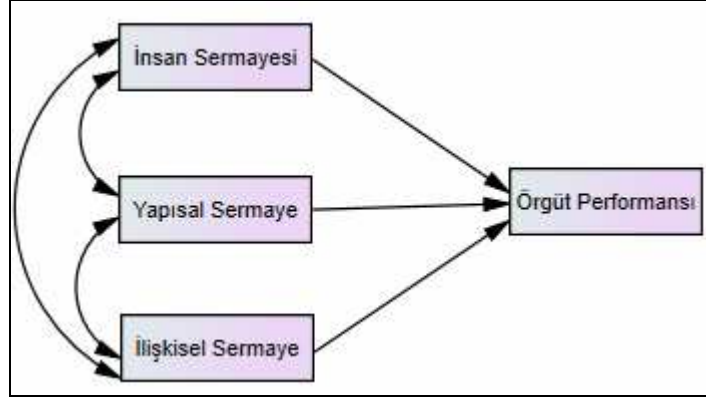 İnsan Sermayesi
Yapısal Sermaye
Örgüt Performansı
İlişkisel Sermaye